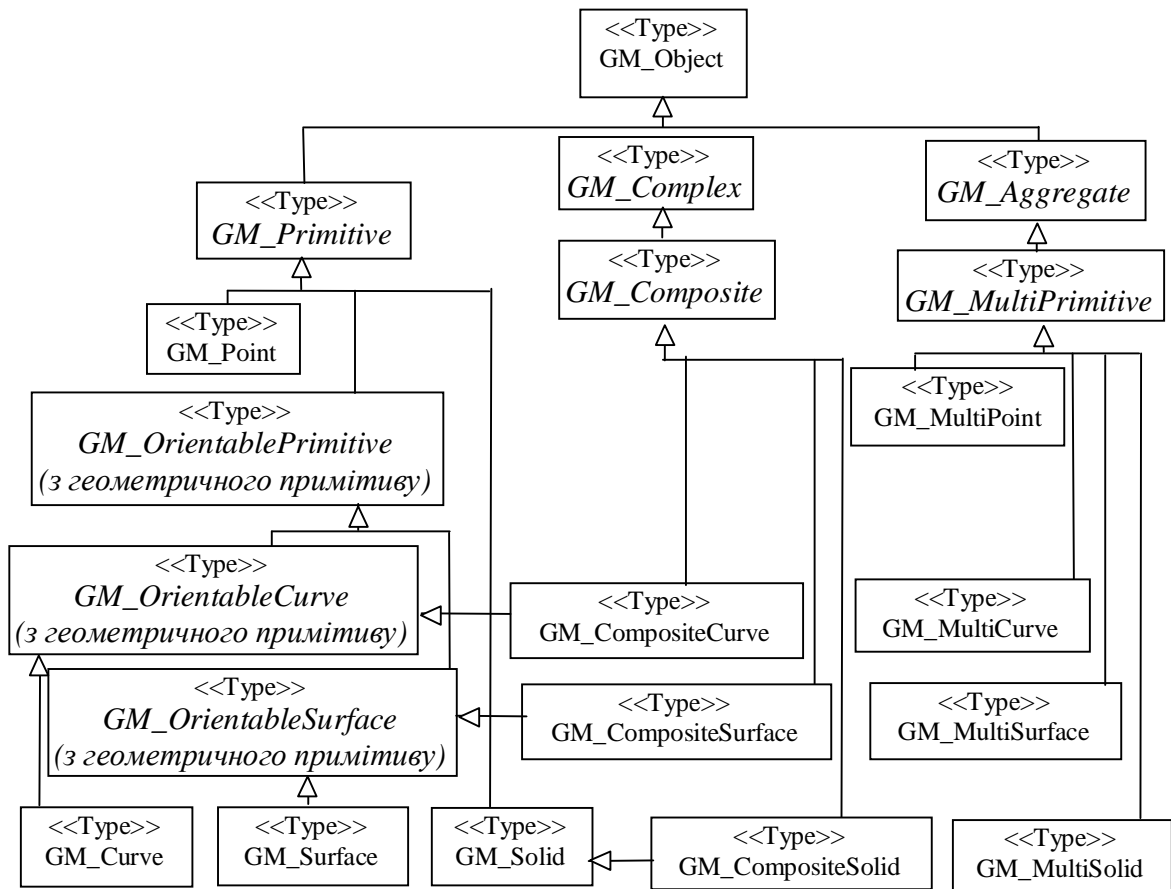 <<Type>>
GM_Object
<<Type>>
GM_Primitive
<<Type>>
GM_Complex
<<Type>>
GM_Aggregate
<<Type>>
GM_Composite
<<Type>>
GM_MultiPrimitive
<<Type>>
GM_Point
<<Type>>
GM_OrientablePrimitive
(з геометричного примітиву)
<<Type>>
GM_MultiPoint
<<Type>>
GM_OrientableCurve
(з геометричного примітиву)
<<Type>>
GM_CompositeCurve
<<Type>>
GM_MultiCurve
<<Type>>
GM_OrientableSurface
(з геометричного примітиву)
<<Type>>
GM_CompositeSurface
<<Type>>
GM_MultiSurface
<<Type>>
GM_Curve
<<Type>>
GM_Surface
<<Type>>
GM_Solid
<<Type>>
GM_CompositeSolid
<<Type>>
GM_MultiSolid